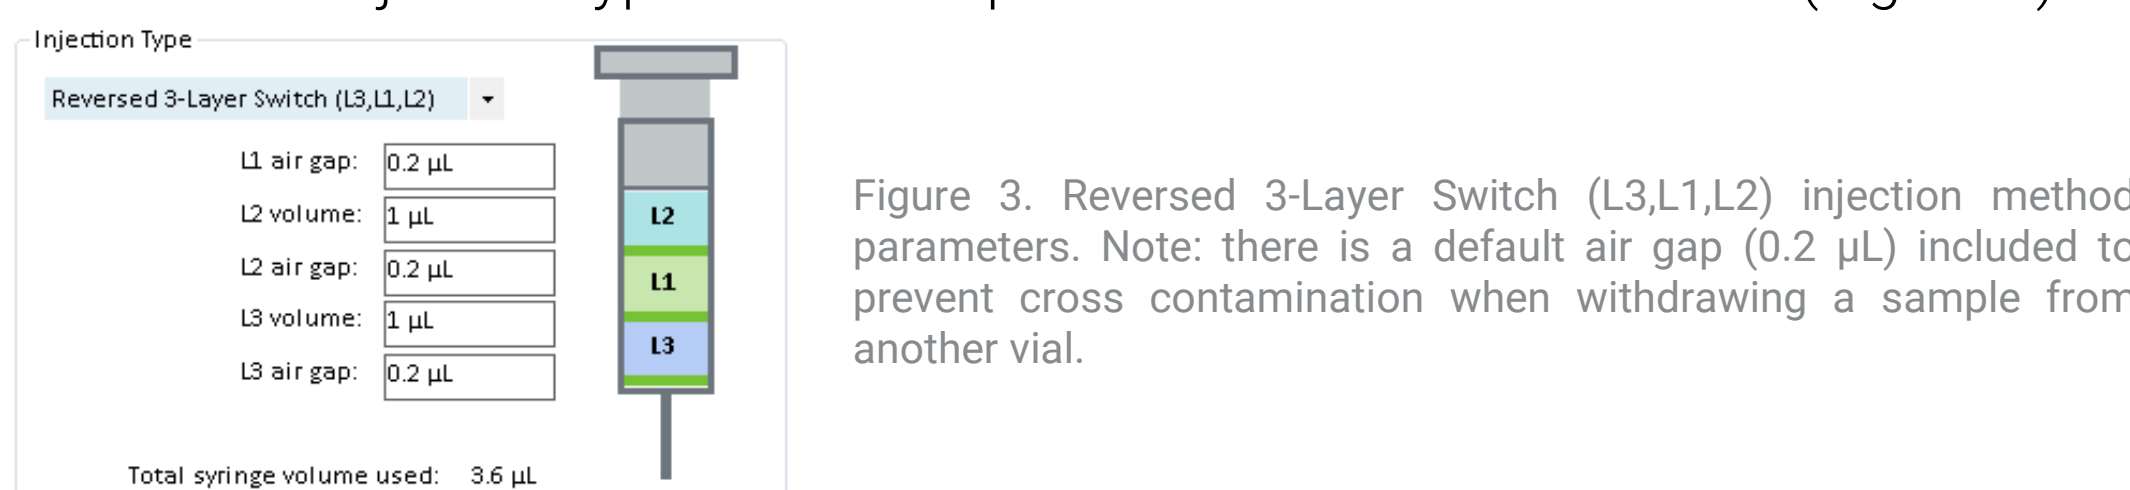 Injection Type
Reversed 3-Layer Switch (L3,L1,L2)
L1 air gap: 0.2 µL
L2 volume: 1 µL
L2 air gap: 0.2 µL
L3 volume: 1 µL
L3 air gap: 0.2 µL
Total syringe volume used: 3.6 µL
L2
L1
L3
Figure 3. Reversed 3-Layer Switch (L3,L1,L2) injection method
parameters. Note: there is a default air gap (0.2 µL) included to
prevent cross contamination when withdrawing a sample from
another vial.